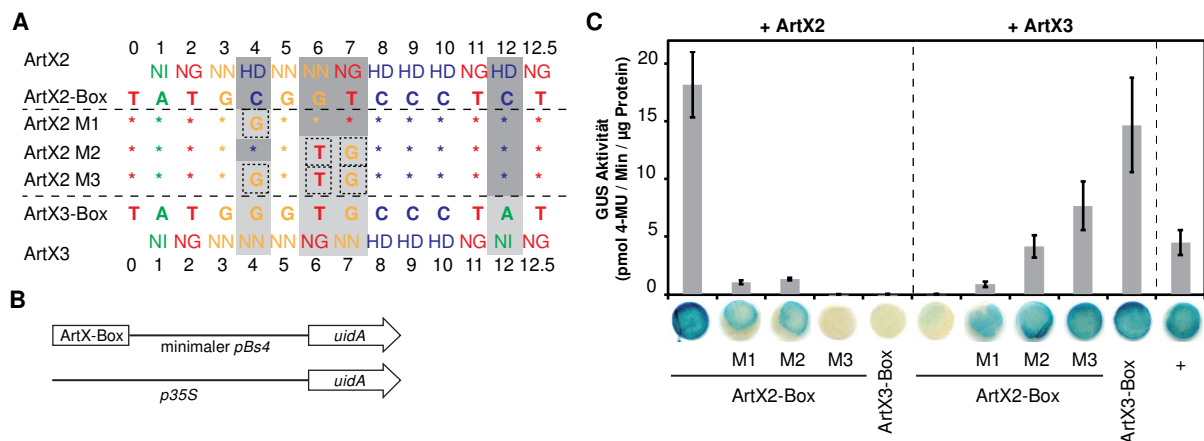 A
0 1 2 3 4 5 6 7 8 9 10 11 12 12.5
ArtX2
NI NG NN HD NN NN NG HD HD HD NG HD NG
ArtX2-Box T A T G C G G T C C C T C T
ArtX2 M1 * * * * G * * * * * * * * *
ArtX2 M2 * * * * * * T G * * * * * *
ArtX2 M3 * * * * G * T G * * * * * *
ArtX3-Box T A T G G G T G C C C T A T
NI NG NN NN NN NG NN HD HD HD NG NI NG
ArtX3
0 1 2 3 4 5 6 7 8 9 10 11 12 12.5
B
ArtX-Box
minimaler pBs4
uidA
p35S
uidA
C
+ ArtX2
+ ArtX3
GUS Aktivität
(pmol 4-MU / Min / µg Protein)
20
15
10
5
0
M1 M2 M3
ArtX2-Box
ArtX3-Box
M1 M2 M3
ArtX2-Box
ArtX3-Box
+